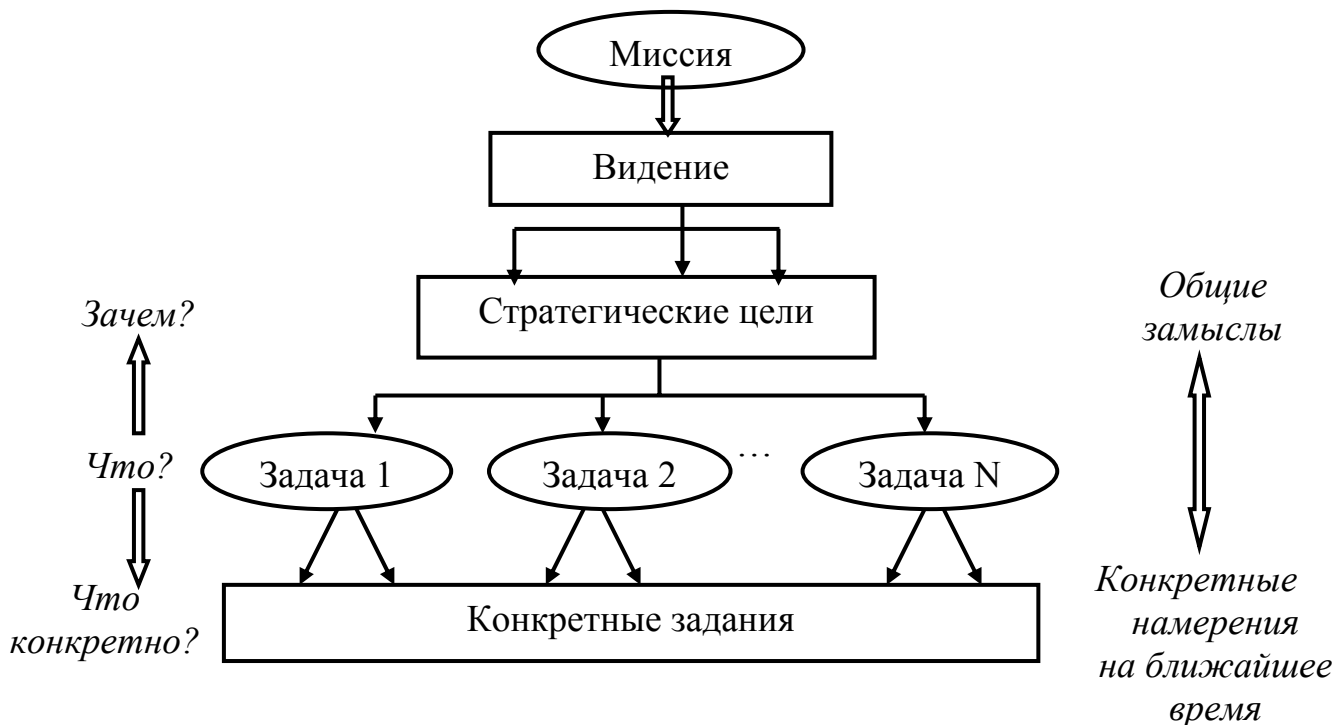 Миссия
Видение
Стратегические цели
Зачем?
Общие
замыслы
Что?
Задача 1
Задача 2
...
Задача N
Что
конкретно?
Конкретные задания
Конкретные
намерения
на ближайшее
время